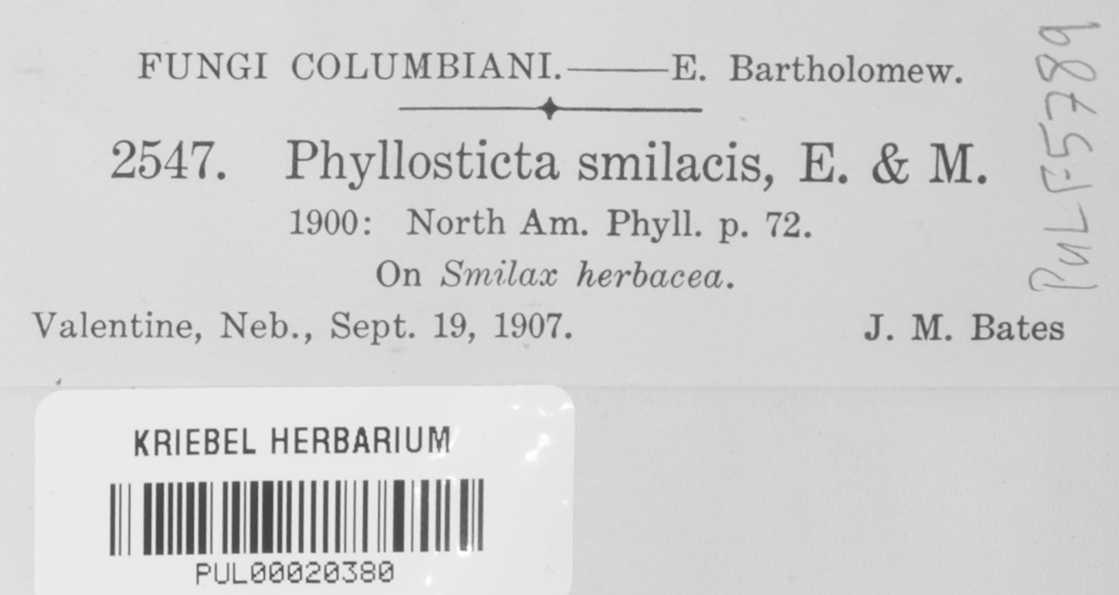 FUNGI COLUMBIANI.——E. Bartholomew.
2547. Phyllosticta smilacis, E. & M.
1900: North Am. Phyll. p. 72.
On Smilax herbacea.
Valentine, Neb., Sept. 19, 1907. J. M. Bates
PUL F-5789
KRIEBEL HERBARIUM
PUL00020380